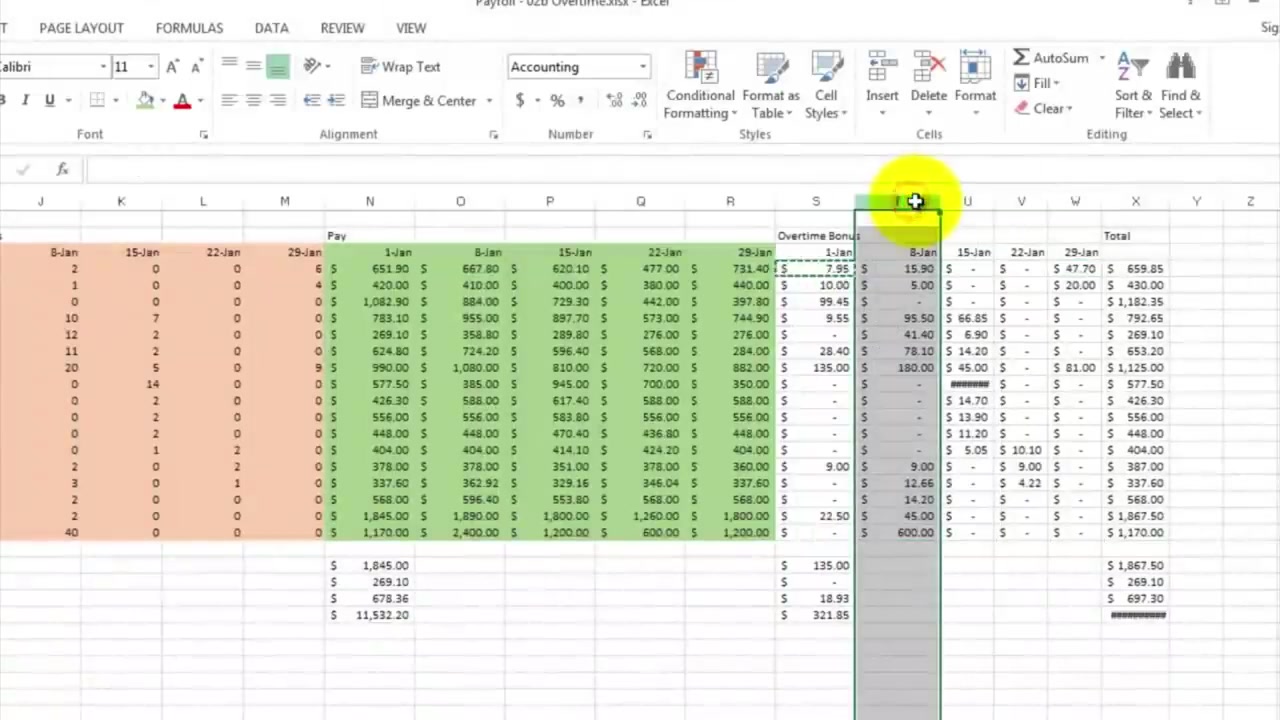 Payroll - 02b Overtime.xlsx - Excel
PAGE LAYOUT FORMULAS DATA REVIEW VIEW Sig
alibri 11 A A Wrap Text Accounting Conditional Formatting Format as Table Cell Styles Insert Delete Format AutoSum Fill Clear Sort & Filter Find & Select
I U A Merge & Center $ % ,
Font Alignment Number Styles Cells Editing
fx
J K L M N O P Q R S U V W X Y Z
s Pay Overtime Bonus Total
8-Jan 15-Jan 22-Jan 29-Jan 1-Jan 8-Jan 15-Jan 22-Jan 29-Jan 1-Jan 8-Jan 15-Jan 22-Jan 29-Jan
2 0 0 6 $ 651.90 $ 667.80 $ 620.10 $ 477.00 $ 731.40 $ 7.95 $ 15.90 $ - $ - $ 47.70 $ 659.85
1 0 0 4 $ 420.00 $ 410.00 $ 400.00 $ 380.00 $ 440.00 $ 10.00 $ 5.00 $ - $ - $ 20.00 $ 430.00
0 0 0 0 $ 1,082.90 $ 884.00 $ 729.30 $ 442.00 $ 397.80 $ 99.45 $ - $ - $ - $ - $ 1,182.35
10 7 0 0 $ 783.10 $ 955.00 $ 897.70 $ 573.00 $ 744.90 $ 9.55 $ 95.50 $ 66.85 $ - $ - $ 792.65
12 2 0 0 $ 269.10 $ 358.80 $ 289.80 $ 276.00 $ 276.00 $ - $ 41.40 $ 6.90 $ - $ - $ 269.10
11 2 0 0 $ 624.80 $ 724.20 $ 596.40 $ 568.00 $ 284.00 $ 28.40 $ 78.10 $ 14.20 $ - $ - $ 653.20
20 5 0 9 $ 990.00 $ 1,080.00 $ 810.00 $ 720.00 $ 882.00 $ 135.00 $ 180.00 $ 45.00 $ - $ 81.00 $ 1,125.00
0 14 0 0 $ 577.50 $ 385.00 $ 945.00 $ 700.00 $ 350.00 $ - $ - ####### $ - $ - $ 577.50
0 2 0 0 $ 426.30 $ 588.00 $ 617.40 $ 588.00 $ 588.00 $ - $ - $ 14.70 $ - $ - $ 426.30
0 2 0 0 $ 556.00 $ 556.00 $ 583.80 $ 556.00 $ 556.00 $ - $ - $ 13.90 $ - $ - $ 556.00
0 2 0 0 $ 448.00 $ 448.00 $ 470.40 $ 436.80 $ 448.00 $ - $ - $ 11.20 $ - $ - $ 448.00
0 1 2 0 $ 404.00 $ 404.00 $ 414.10 $ 424.20 $ 404.00 $ - $ - $ 5.05 $ 10.10 $ - $ 404.00
2 0 2 0 $ 378.00 $ 378.00 $ 351.00 $ 378.00 $ 360.00 $ 9.00 $ 9.00 $ - $ 9.00 $ - $ 387.00
3 0 1 0 $ 337.60 $ 362.92 $ 329.16 $ 346.04 $ 337.60 $ - $ 12.66 $ - $ 4.22 $ - $ 337.60
2 0 0 0 $ 568.00 $ 596.40 $ 553.80 $ 568.00 $ 568.00 $ - $ 14.20 $ - $ - $ - $ 568.00
2 0 0 0 $ 1,845.00 $ 1,890.00 $ 1,800.00 $ 1,260.00 $ 1,800.00 $ 22.50 $ 45.00 $ - $ - $ - $ 1,867.50
40 0 0 0 $ 1,170.00 $ 2,400.00 $ 1,200.00 $ 600.00 $ 1,200.00 $ - $ 600.00 $ - $ - $ - $ 1,170.00
$ 1,845.00 $ 135.00 $ 1,867.50
$ 269.10 $ - $ 269.10
$ 678.36 $ 18.93 $ 697.30
$ 11,532.20 $ 321.85 ##########